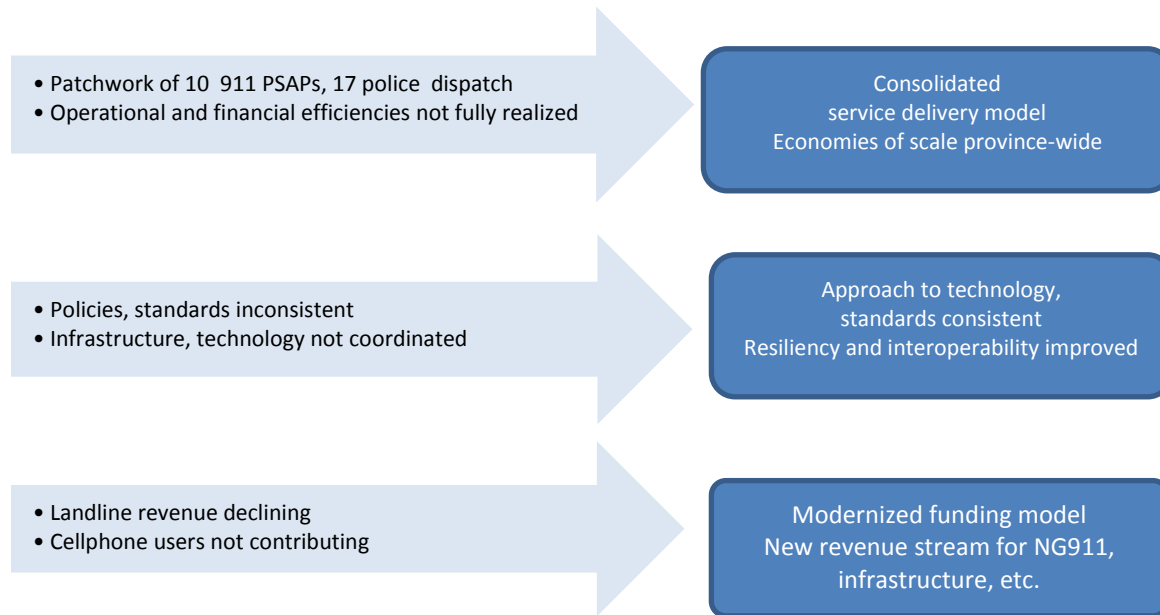 • Patchwork of 10  911 PSAPs, 17 police  dispatch
• Operational and financial efficiencies not fully realized
Consolidated
service delivery model
Economies of scale province-wide
• Policies, standards inconsistent
• Infrastructure, technology not coordinated
Approach to technology,
standards consistent
Resiliency and interoperability improved
• Landline revenue declining
• Cellphone users not contributing
Modernized funding model
New revenue stream for NG911,
infrastructure, etc.